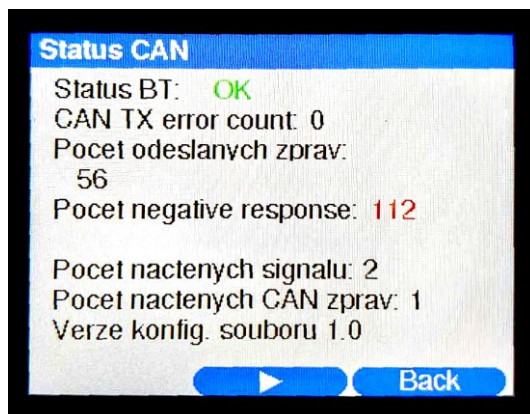 Status CAN
Status BT: OK
CAN TX error count: 0
Pocet odeslanych zprav:
56
Pocet negative response: 112
Pocet nactenych signalu: 2
Pocet nactenych CAN zprav: 1
Verze konfig. souboru 1.0
Back